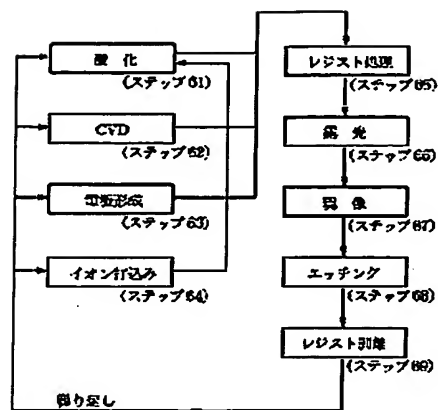 酸化
(ステップ61)
CVD
(ステップ62)
電極形成
(ステップ63)
イオン打込み
(ステップ64)
レジスト処理
(ステップ65)
露光
(ステップ66)
現像
(ステップ67)
エッチング
(ステップ68)
レジスト剥離
(ステップ69)
繰り返し